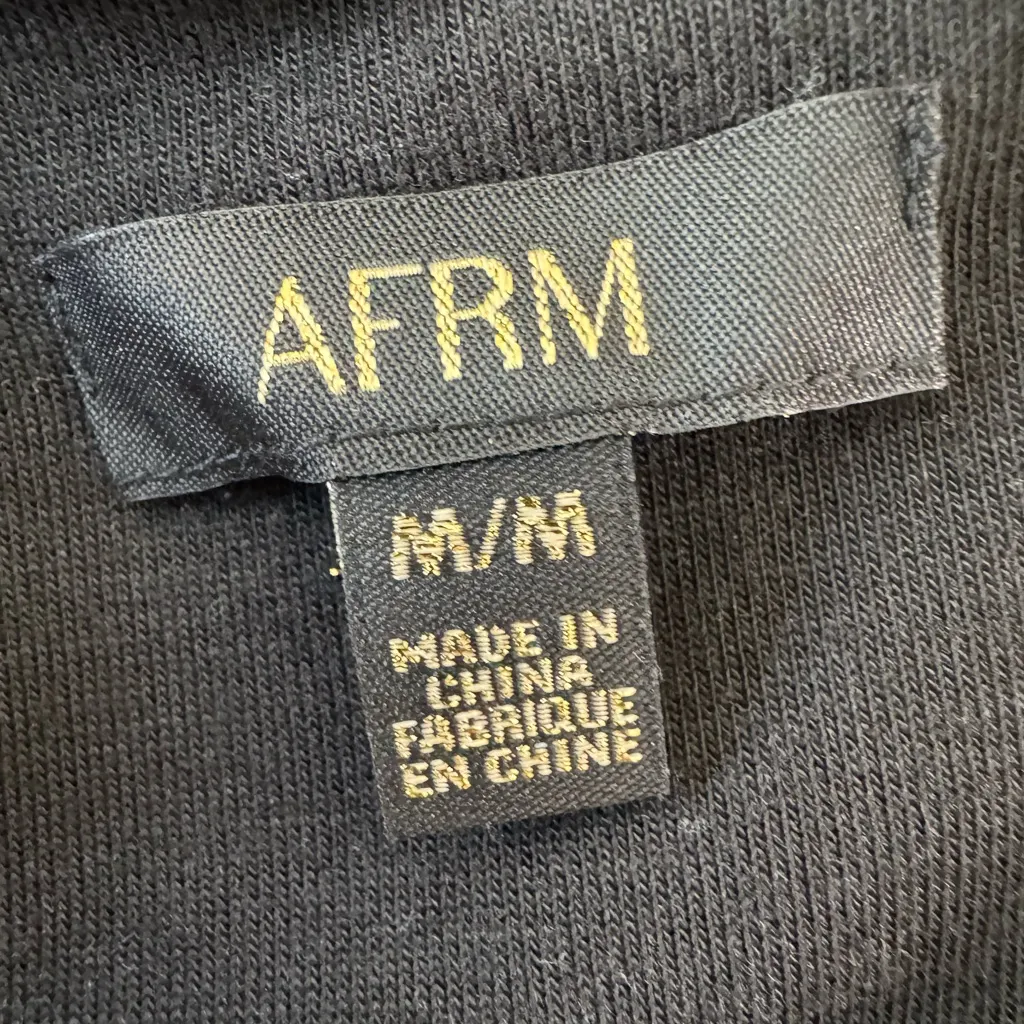 AFRM
M/M
MADE IN
CHINA
FABRIQUE
EN CHINE